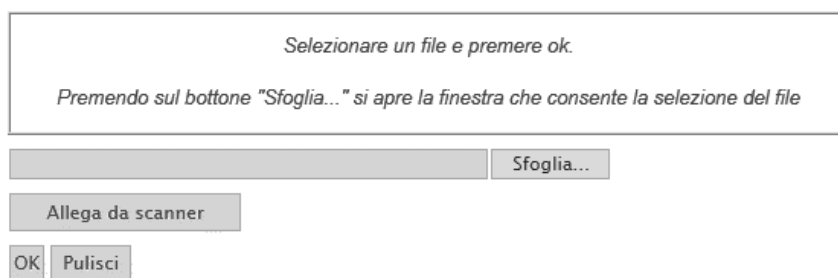 Selezionare un file e premere ok.
Premendo sul bottone "Sfoglia..." si apre la finestra che consente la selezione del file
Sfoglia...
Allega da scanner
OK Pulisci